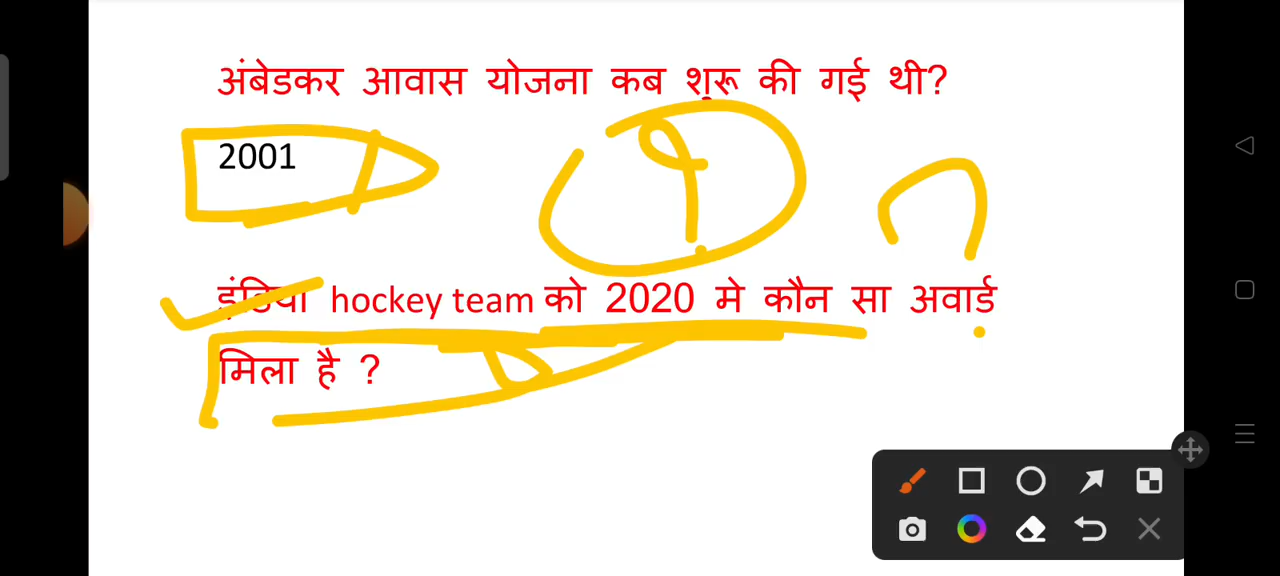 अंबेडकर आवास योजना कब शुरू की गई थी?
2001
इंडिया hockey team को 2020 मे कौन सा अवार्ड
मिला है ?